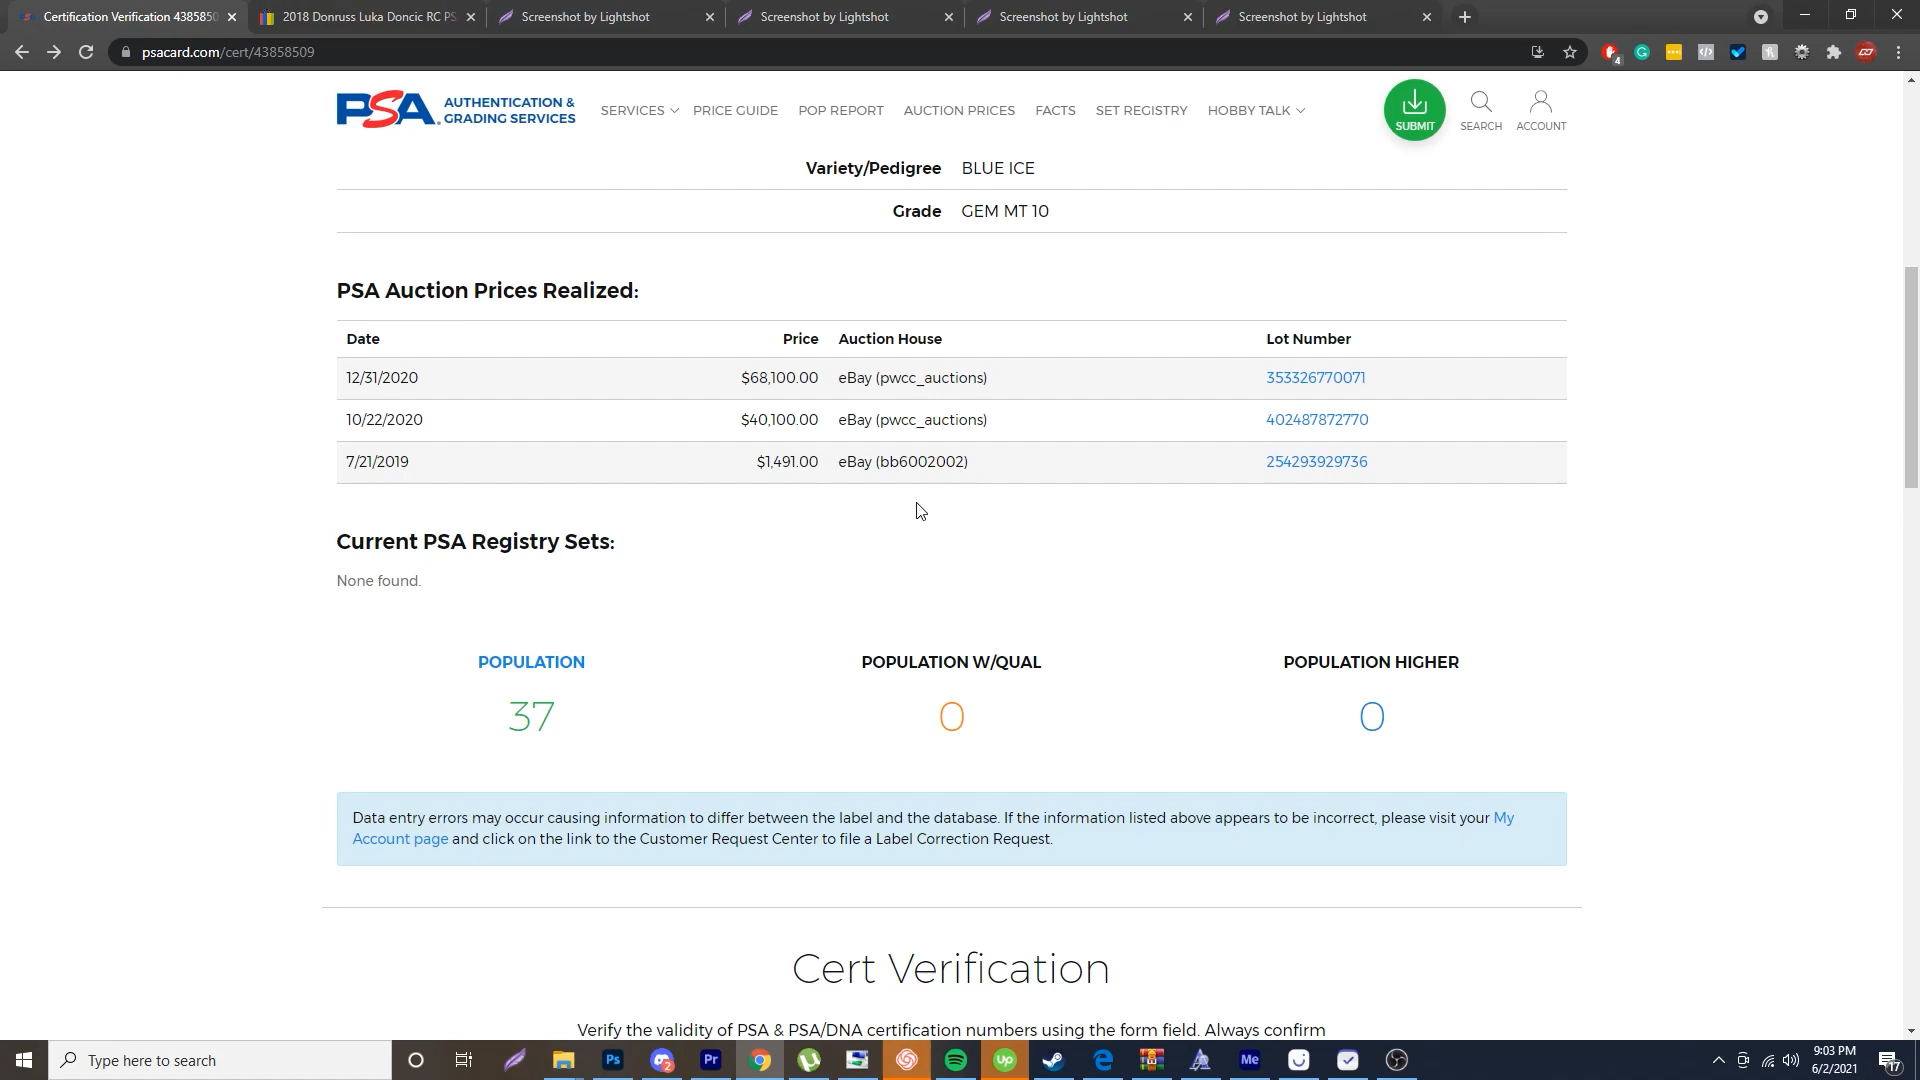 Certification Verification 4385850
2018 Donruss Luka Doncic RC PS
Screenshot by Lightshot
Screenshot by Lightshot
Screenshot by Lightshot
Screenshot by Lightshot
psacard.com/cert/43858509
4
PSA
AUTHENTICATION &
GRADING SERVICES
SERVICES
PRICE GUIDE
POP REPORT
AUCTION PRICES
FACTS
SET REGISTRY
HOBBY TALK
SUBMIT
SEARCH
ACCOUNT
Variety/Pedigree BLUE ICE
Grade GEM MT 10
PSA Auction Prices Realized:
Date Price Auction House Lot Number
12/31/2020 $68,100.00 eBay (pwcc_auctions) 353326770071
10/22/2020 $40,100.00 eBay (pwcc_auctions) 402487872770
7/21/2019 $1,491.00 eBay (bb6002002) 254293929736
Current PSA Registry Sets:
None found.
POPULATION POPULATION W/QUAL POPULATION HIGHER
37 0 0
Data entry errors may occur causing information to differ between the label and the database. If the information listed above appears to be incorrect, please visit your My
Account page and click on the link to the Customer Request Center to file a Label Correction Request.
Cert Verification
Verify the validity of PSA & PSA/DNA certification numbers using the form field. Always confirm
Type here to search
Ps
2
Pr
Up
Me
9:03 PM
6/2/2021
17